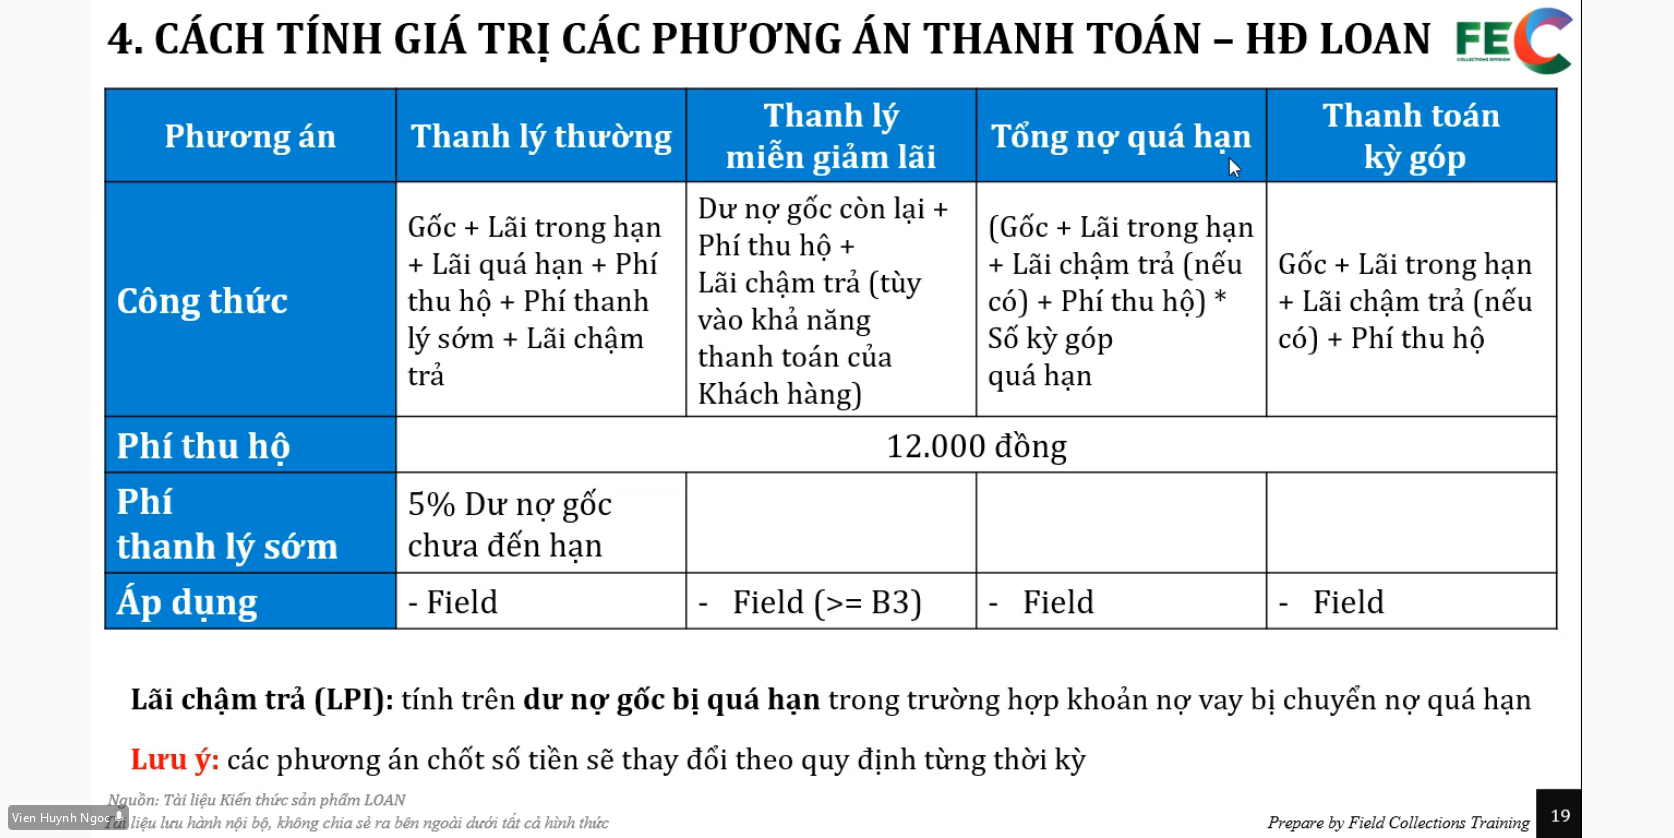 4. CÁCH TÍNH GIÁ TRỊ CÁC PHƯƠNG ÁN THANH TOÁN – HĐ LOAN
FEC
COLLECTIONS DIVISION
Phương án
Thanh lý thường
Thanh lý
miễn giảm lãi
Tổng nợ quá hạn
Thanh toán
kỳ góp
Công thức
Gốc + Lãi trong hạn
+ Lãi quá hạn + Phí
thu hộ + Phí thanh
lý sớm + Lãi chậm
trả
Dư nợ gốc còn lại +
Phí thu hộ +
Lãi chậm trả (tùy
vào khả năng
thanh toán của
Khách hàng)
(Gốc + Lãi trong hạn
+ Lãi chậm trả (nếu
có) + Phí thu hộ) *
Số kỳ góp
quá hạn
Gốc + Lãi trong hạn
+ Lãi chậm trả (nếu
có) + Phí thu hộ
Phí thu hộ
12.000 đồng
Phí
thanh lý sớm
5% Dư nợ gốc
chưa đến hạn
Áp dụng
- Field
- Field (>= B3)
- Field
- Field
Lãi chậm trả (LPI): tính trên dư nợ gốc bị quá hạn trong trường hợp khoản nợ vay bị chuyển nợ quá hạn
Lưu ý: các phương án chốt số tiền sẽ thay đổi theo quy định từng thời kỳ
Nguồn: Tài liệu Kiến thức sản phẩm LOAN
Vien Huynh Ngoc
Tài liệu lưu hành nội bộ, không chia sẻ ra bên ngoài dưới tất cả hình thức
Prepare by Field Collections Training
19